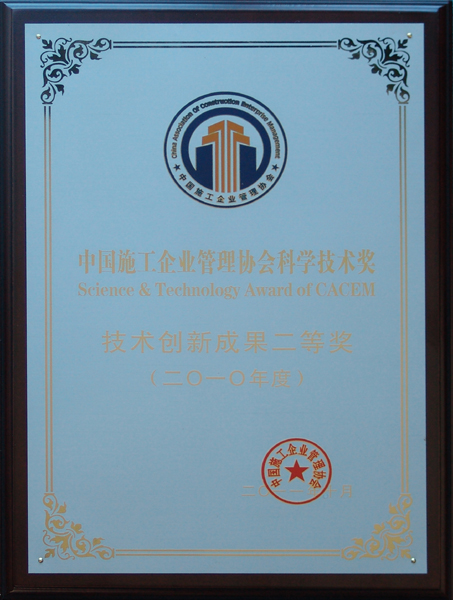 China Association Of Construction Enterprise Management
中国施工企业管理协会
中国施工企业管理协会科学技术奖
Science & Technology Award of CACEM
技术创新成果二等奖
（二〇一〇年度）
中国施工企业管理协会